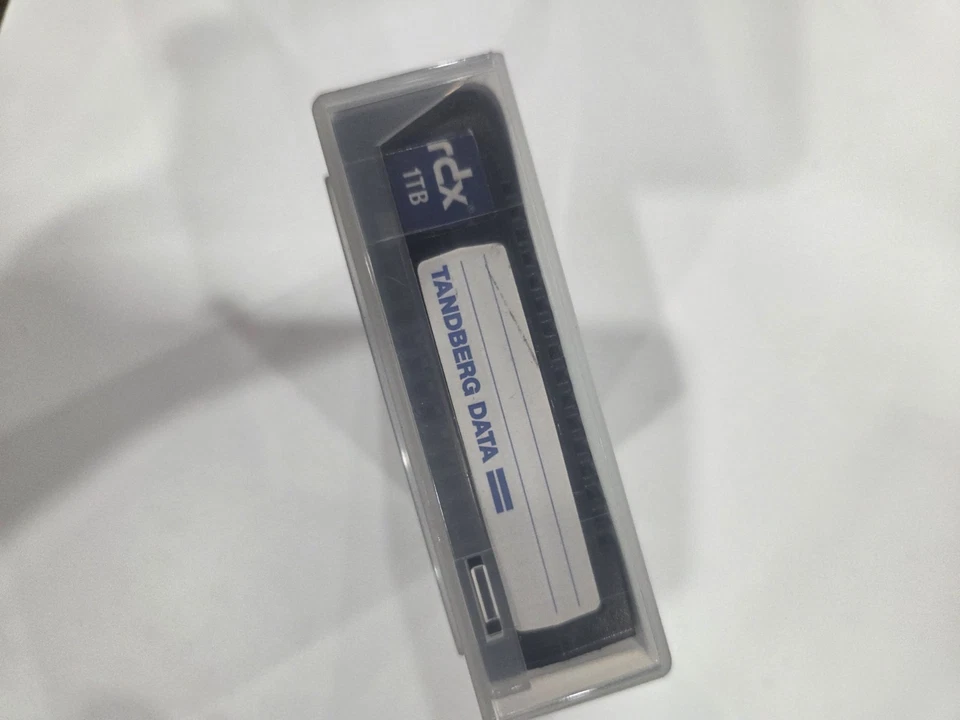 rdx
1TB
TANDBERG DATA